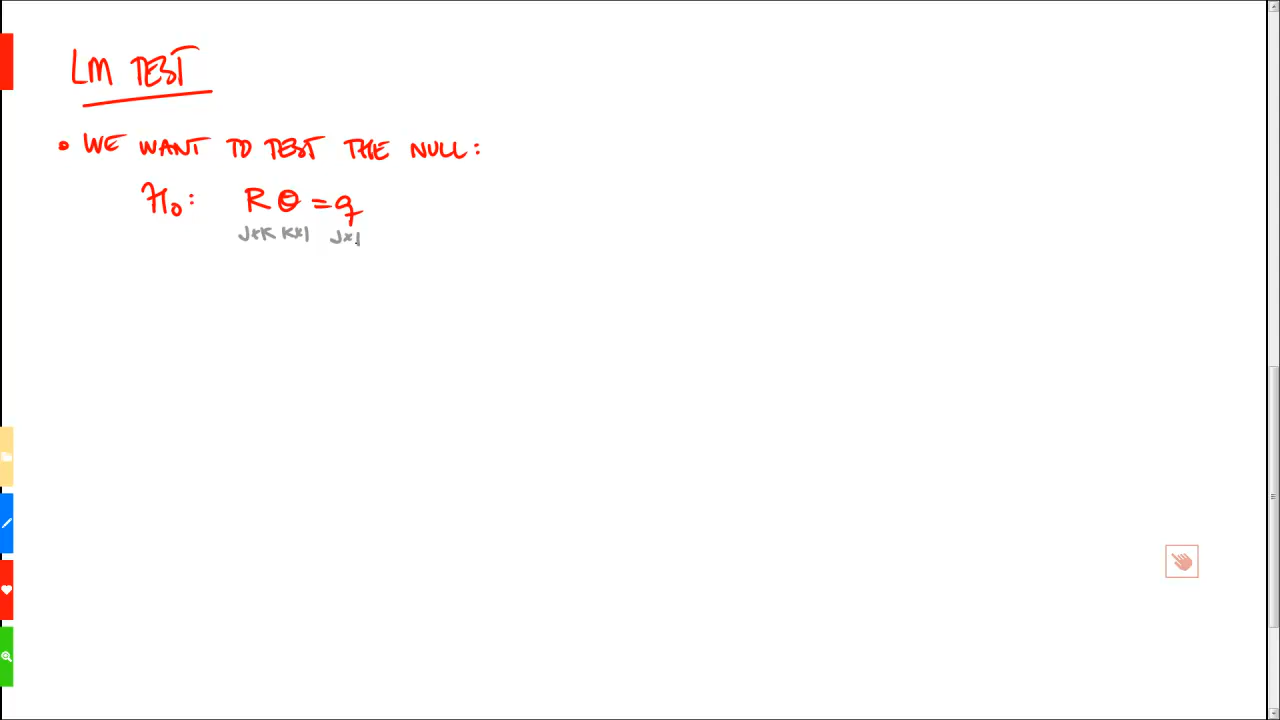 LM TEST
• WE WANT TO TEST THE NULL:
H₀: Rθ = q
J×K K×1 J×1